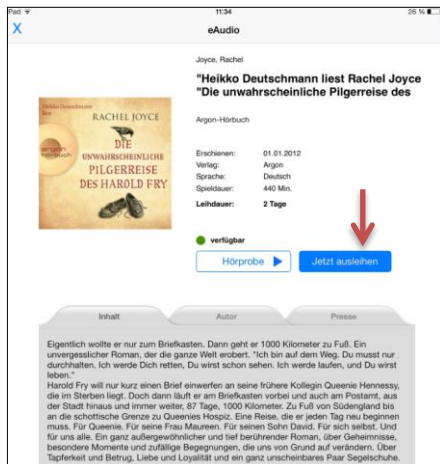 Pad 11:34 26 %
X eAudio
Joyce, Rachel
"Heikko Deutschmann liest Rachel Joyce
"Die unwahrscheinliche Pilgerreise des
Argon-Hörbuch
Heikko Deutschmann
liest
RACHEL JOYCE
argon
hörbuch
DIE
UNWAHRSCHEINLICHE
PILGERREISE
DES HAROLD FRY
Erschienen: 01.01.2012
Verlag: Argon
Sprache: Deutsch
Spieldauer: 440 Min.
Leihdauer: 2 Tage
verfügbar
Hörprobe Jetzt ausleihen
Inhalt Autor Presse
Eigentlich wollte er nur zum Briefkasten. Dann geht er 1000 Kilometer zu Fuß. Ein
unvergesslicher Roman, der die ganze Welt erobert. "Ich bin auf dem Weg. Du musst nur
durchhalten. Ich werde Dich retten, Du wirst schon sehen. Ich werde laufen, und Du wirst
leben."
Harold Fry will nur kurz einen Brief einwerfen an seine frühere Kollegin Queenie Hennessy,
die im Sterben liegt. Doch dann läuft er am Briefkasten vorbei und auch am Postamt, aus
der Stadt hinaus und immer weiter, 87 Tage, 1000 Kilometer. Zu Fuß von Südengland bis
an die schottische Grenze zu Queenies Hospiz. Eine Reise, die er jeden Tag neu beginnen
muss. Für Queenie. Für seine Frau Maureen. Für seinen Sohn David. Für sich selbst. Und
für uns alle. Ein ganz außergewöhnlicher und tief berührender Roman, über Geheimnisse,
besondere Momente und zufällige Begegnungen, die uns von Grund auf verändern. Über
Tapferkeit und Betrug, Liebe und Loyalität und ein ganz unscheinbares Paar Segelschuhe.